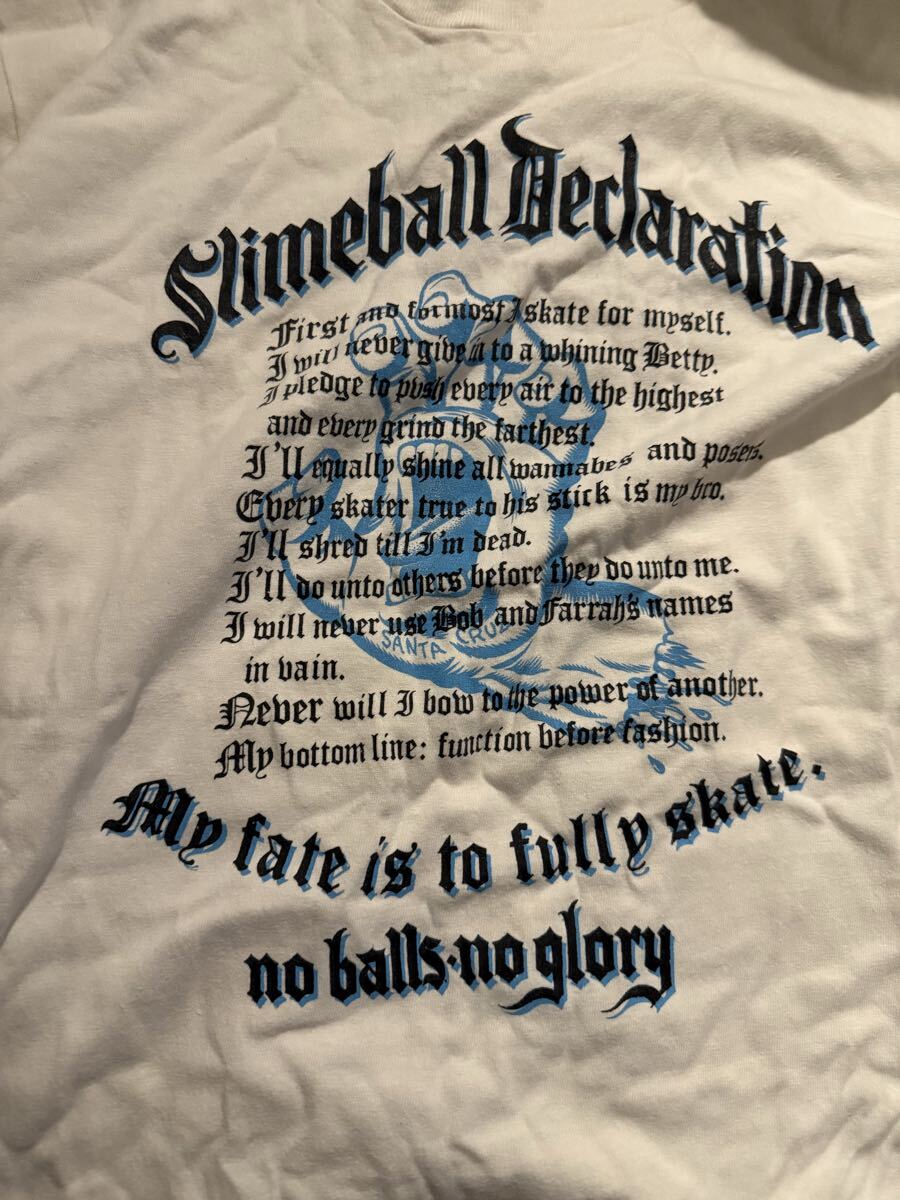 Slimeball Declaration
First and formost I skate for myself.
I will never give in to a whining Betty.
I pledge to push every air to the highest
and every grind the farthest.
I'll equally shine all wannabes and posers.
Every skater true to his stick is my bro.
I'll shred till I'm dead.
I'll do unto others before they do unto me.
I will never use Bob and Farrah's names
in vain.
SANTA CRUZ
Never will I bow to the power of another.
My bottom line: function before fashion.
My fate is to fully skate.
no balls·no glory